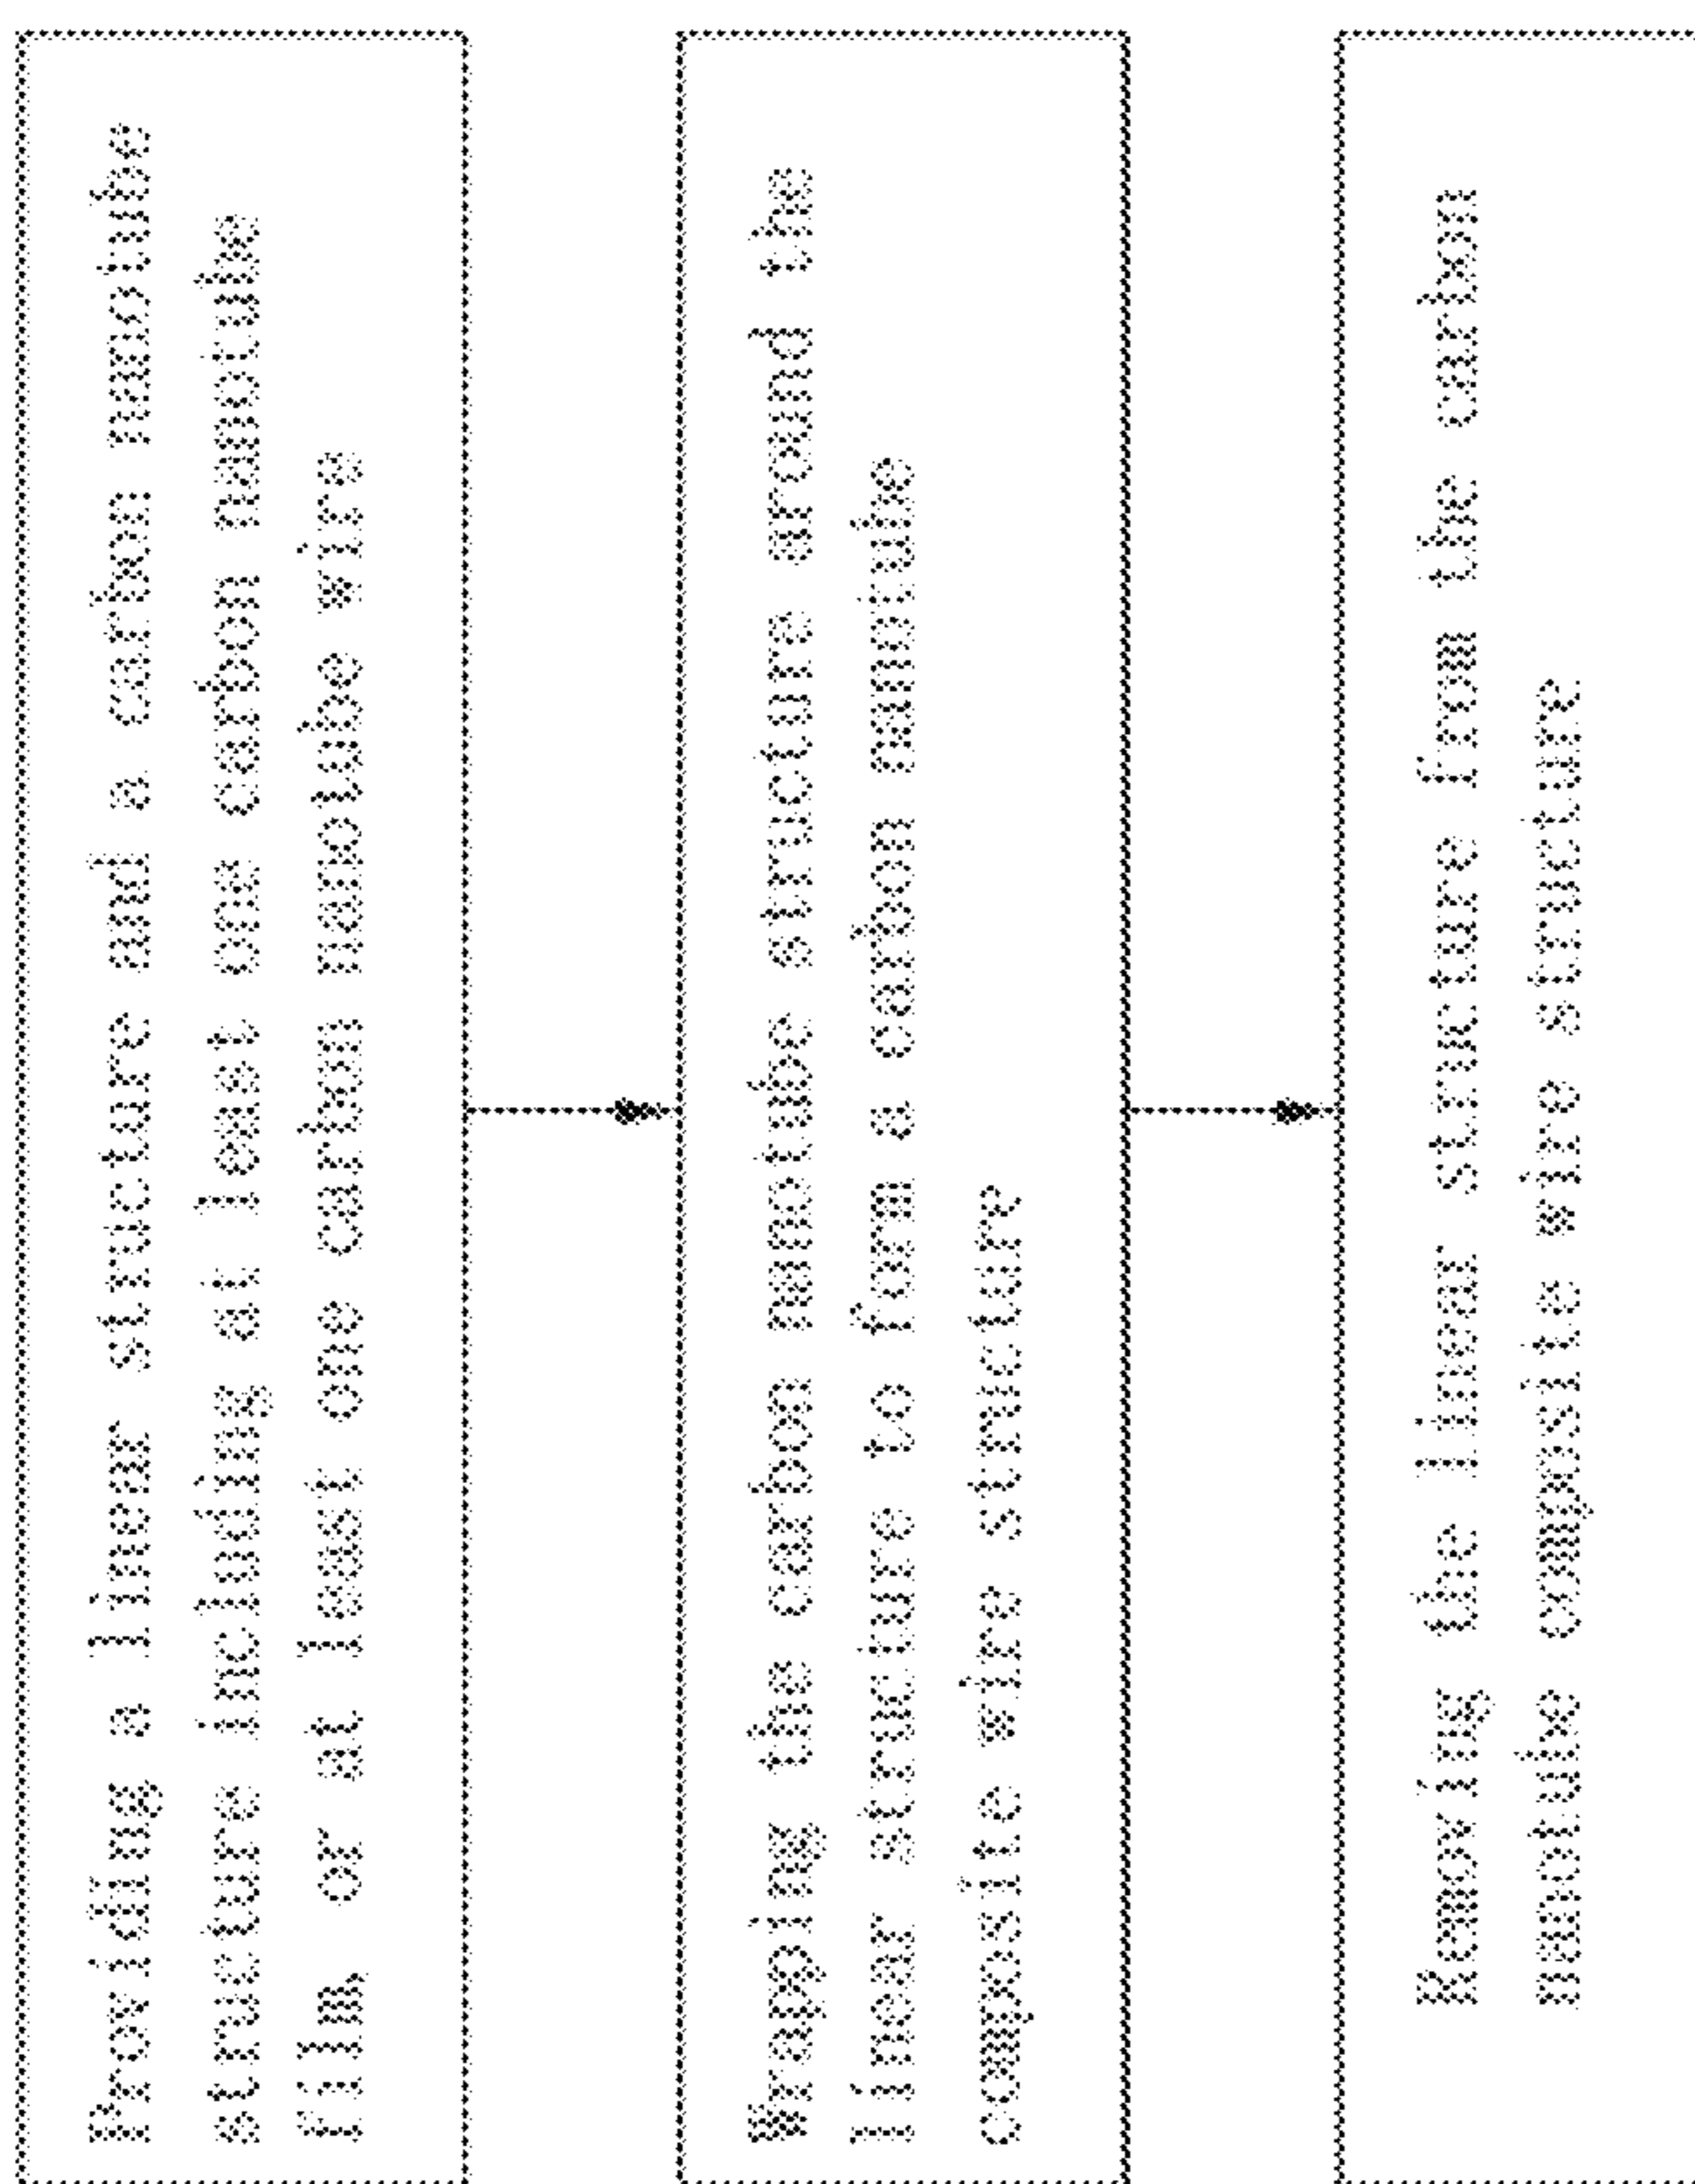 Providing a linear structure and a carbon nanotube
structure including at least one carbon nanotube
film or at least one carbon nanotube wire
Wrapping the carbon nanotube structure around the
linear structure to form a carbon nanotube
composite wire structure
Removing the linear structure from the carbon
nanotube composite wire structure